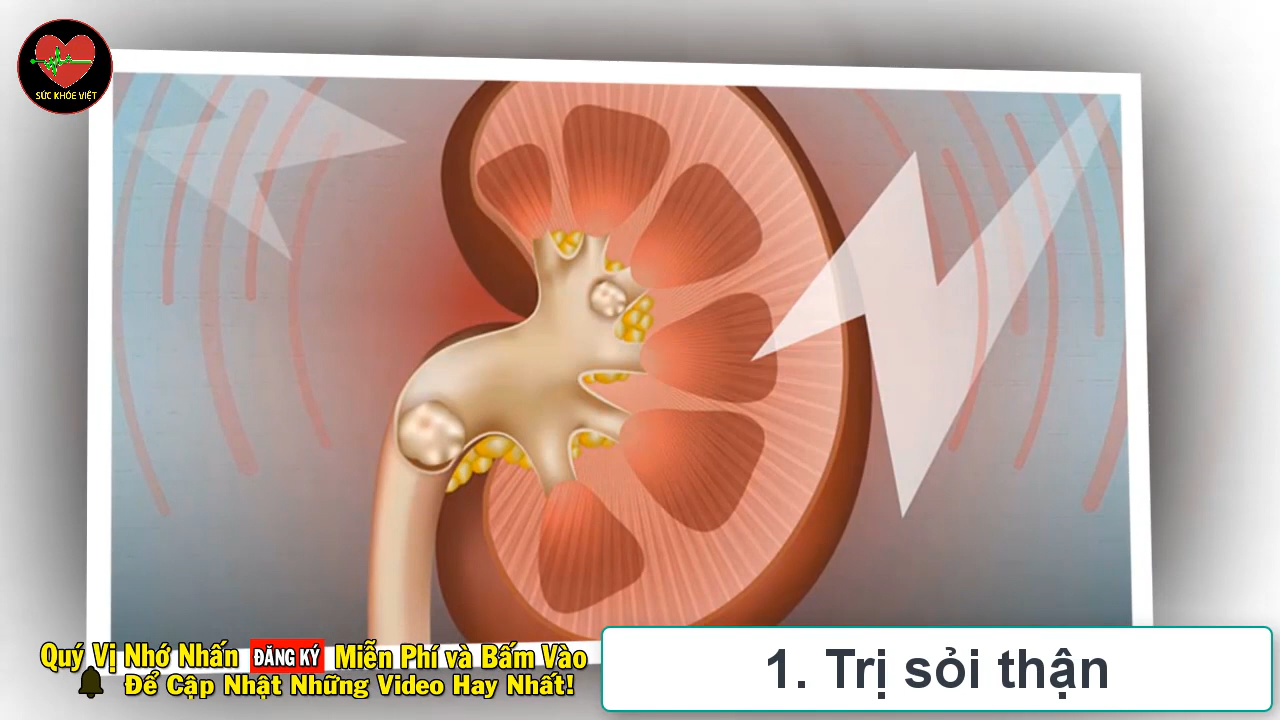 SỨC KHỎE VIỆT
Quý Vị Nhớ Nhấn ĐĂNG KÝ Miễn Phí và Bấm Vào
Để Cập Nhật Những Video Hay Nhất!
1. Trị sỏi thận